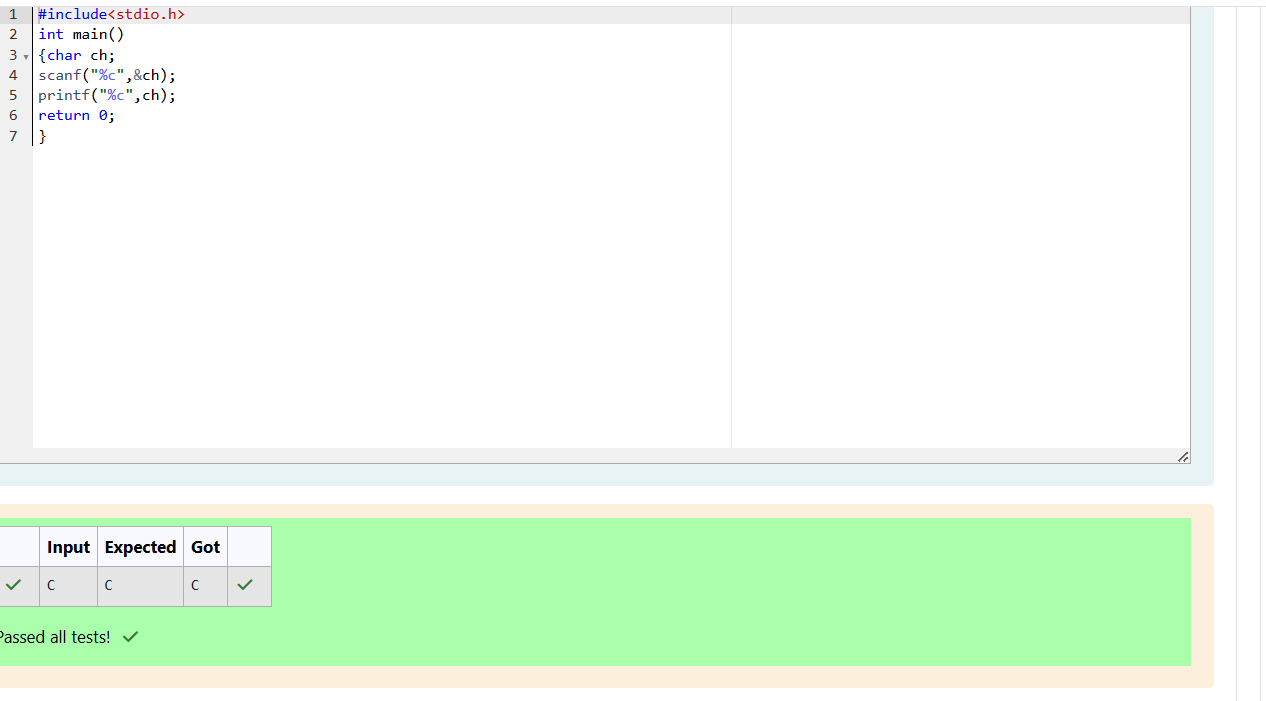 1 #include<stdio.h>
2 int main()
3 {char ch;
4 scanf("%c",&ch);
5 printf("%c",ch);
6 return 0;
7 }
Input Expected Got
C C C
Passed all tests!